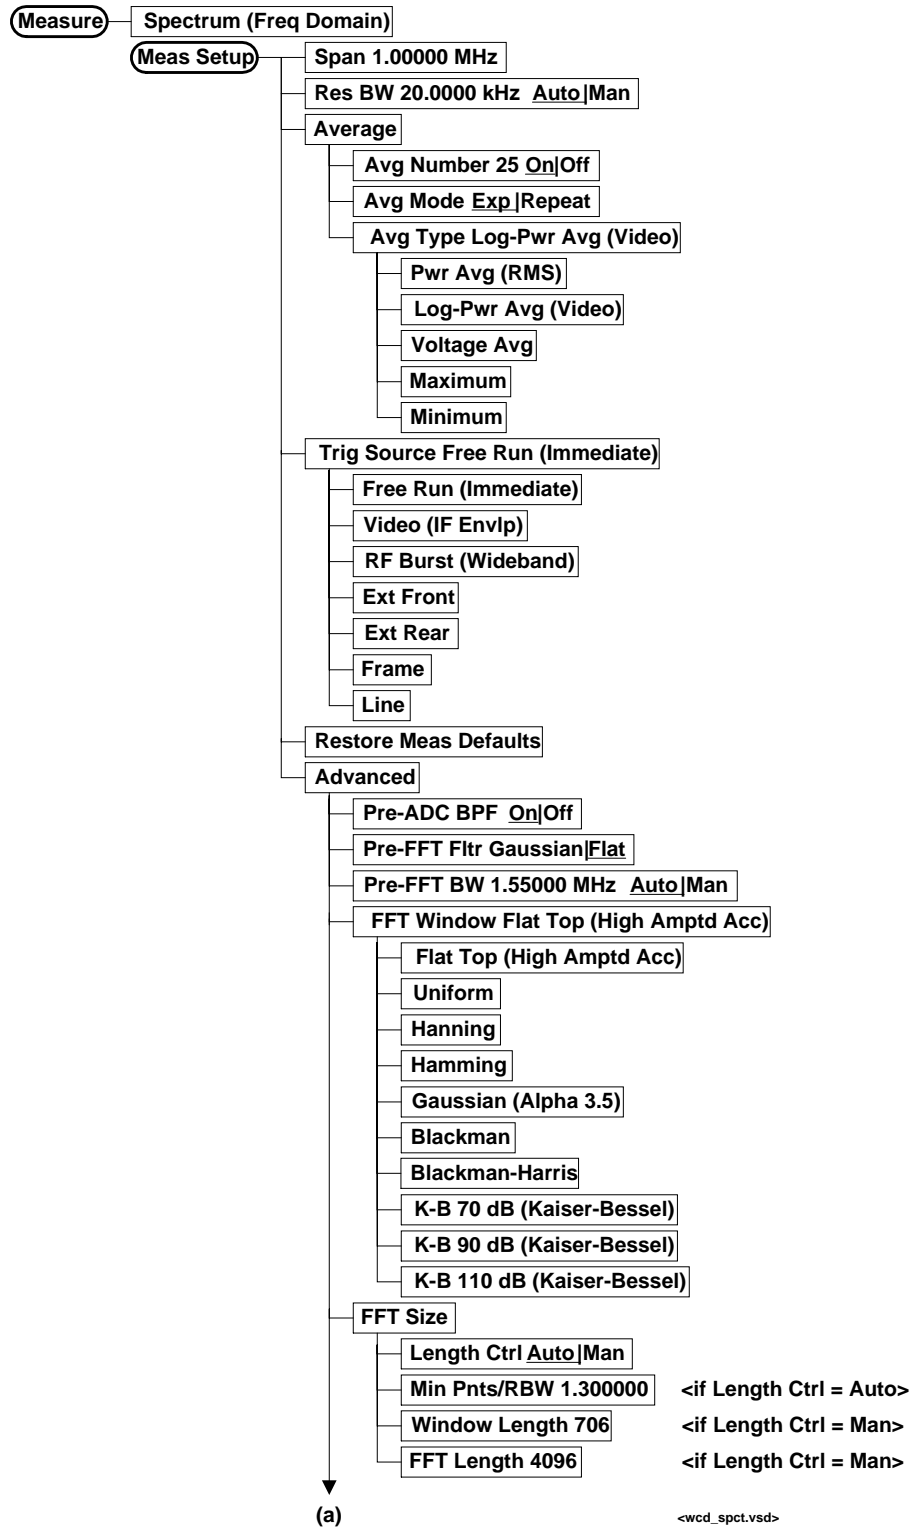 Measure Spectrum (Freq Domain)
Meas Setup Span 1.00000 MHz
Res BW 20.0000 kHz Auto|Man
Average
Avg Number 25 On|Off
Avg Mode Exp|Repeat
Avg Type Log-Pwr Avg (Video)
Pwr Avg (RMS)
Log-Pwr Avg (Video)
Voltage Avg
Maximum
Minimum
Trig Source Free Run (Immediate)
Free Run (Immediate)
Video (IF Envlp)
RF Burst (Wideband)
Ext Front
Ext Rear
Frame
Line
Restore Meas Defaults
Advanced
Pre-ADC BPF On|Off
Pre-FFT Fltr Gaussian|Flat
Pre-FFT BW 1.55000 MHz Auto|Man
FFT Window Flat Top (High Amptd Acc)
Flat Top (High Amptd Acc)
Uniform
Hanning
Hamming
Gaussian (Alpha 3.5)
Blackman
Blackman-Harris
K-B 70 dB (Kaiser-Bessel)
K-B 90 dB (Kaiser-Bessel)
K-B 110 dB (Kaiser-Bessel)
FFT Size
Length Ctrl Auto|Man
Min Pnts/RBW 1.300000 <if Length Ctrl = Auto>
Window Length 706 <if Length Ctrl = Man>
FFT Length 4096 <if Length Ctrl = Man>
(a) <wcd_spct.vsd>